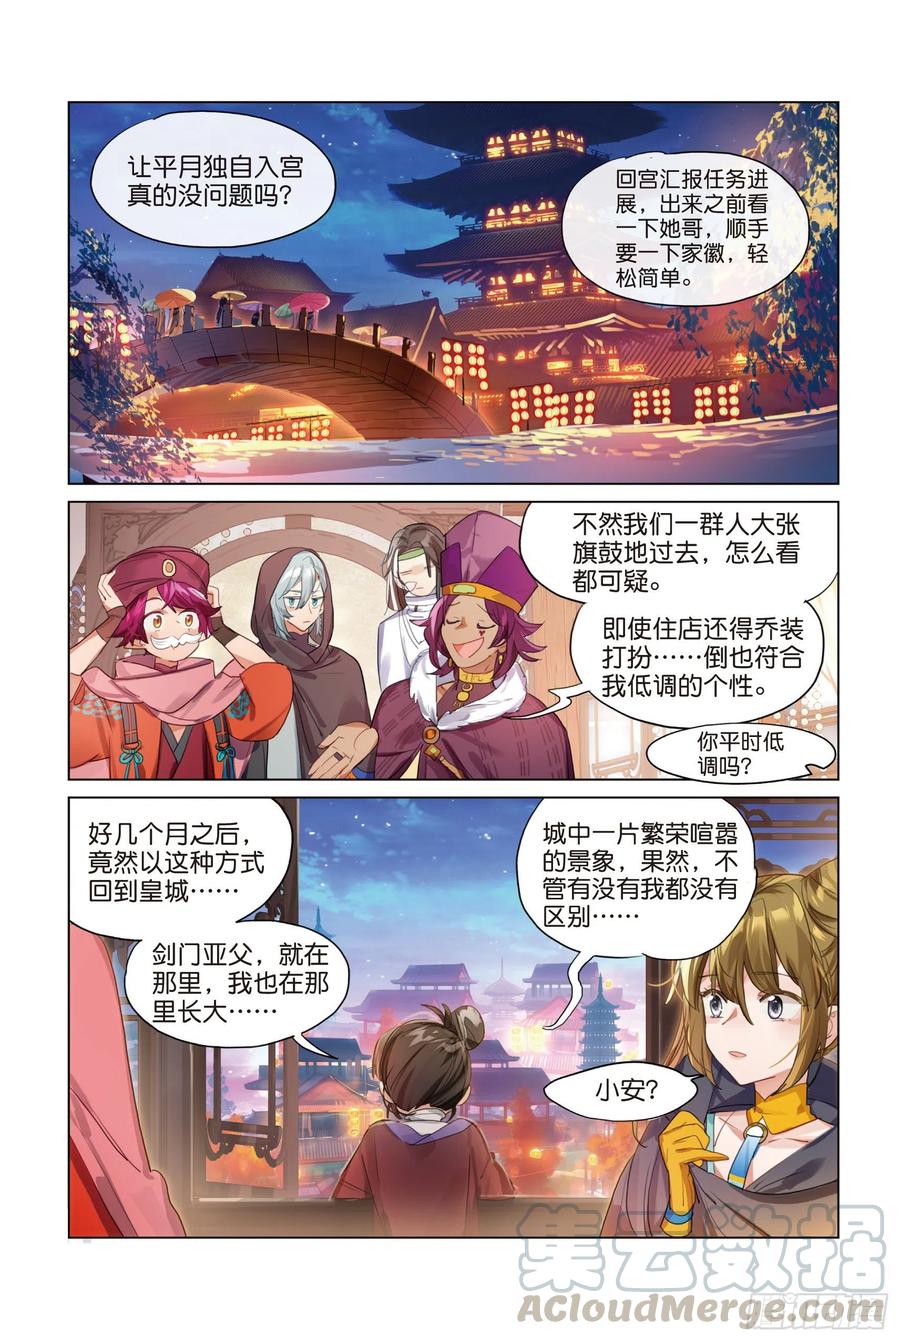 让平月独自入宫
真的没问题吗？
回宫汇报任务进
展，出来之前看
一下她哥，顺手
要一下家徽，轻
松简单。
不然我们一群人大张
旗鼓地过去，怎么看
都可疑。
即使住店还得乔装
打扮……倒也符合
我低调的个性。
你平时低
调吗？
好几个月之后，
竟然以这种方式
回到皇城……
剑门亚父，就在
那里，我也在那
里长大……
城中一片繁荣喧嚣
的景象，果然，不
管有没有我都没有
区别……
小安？
集云数据
ACloudMerge.com